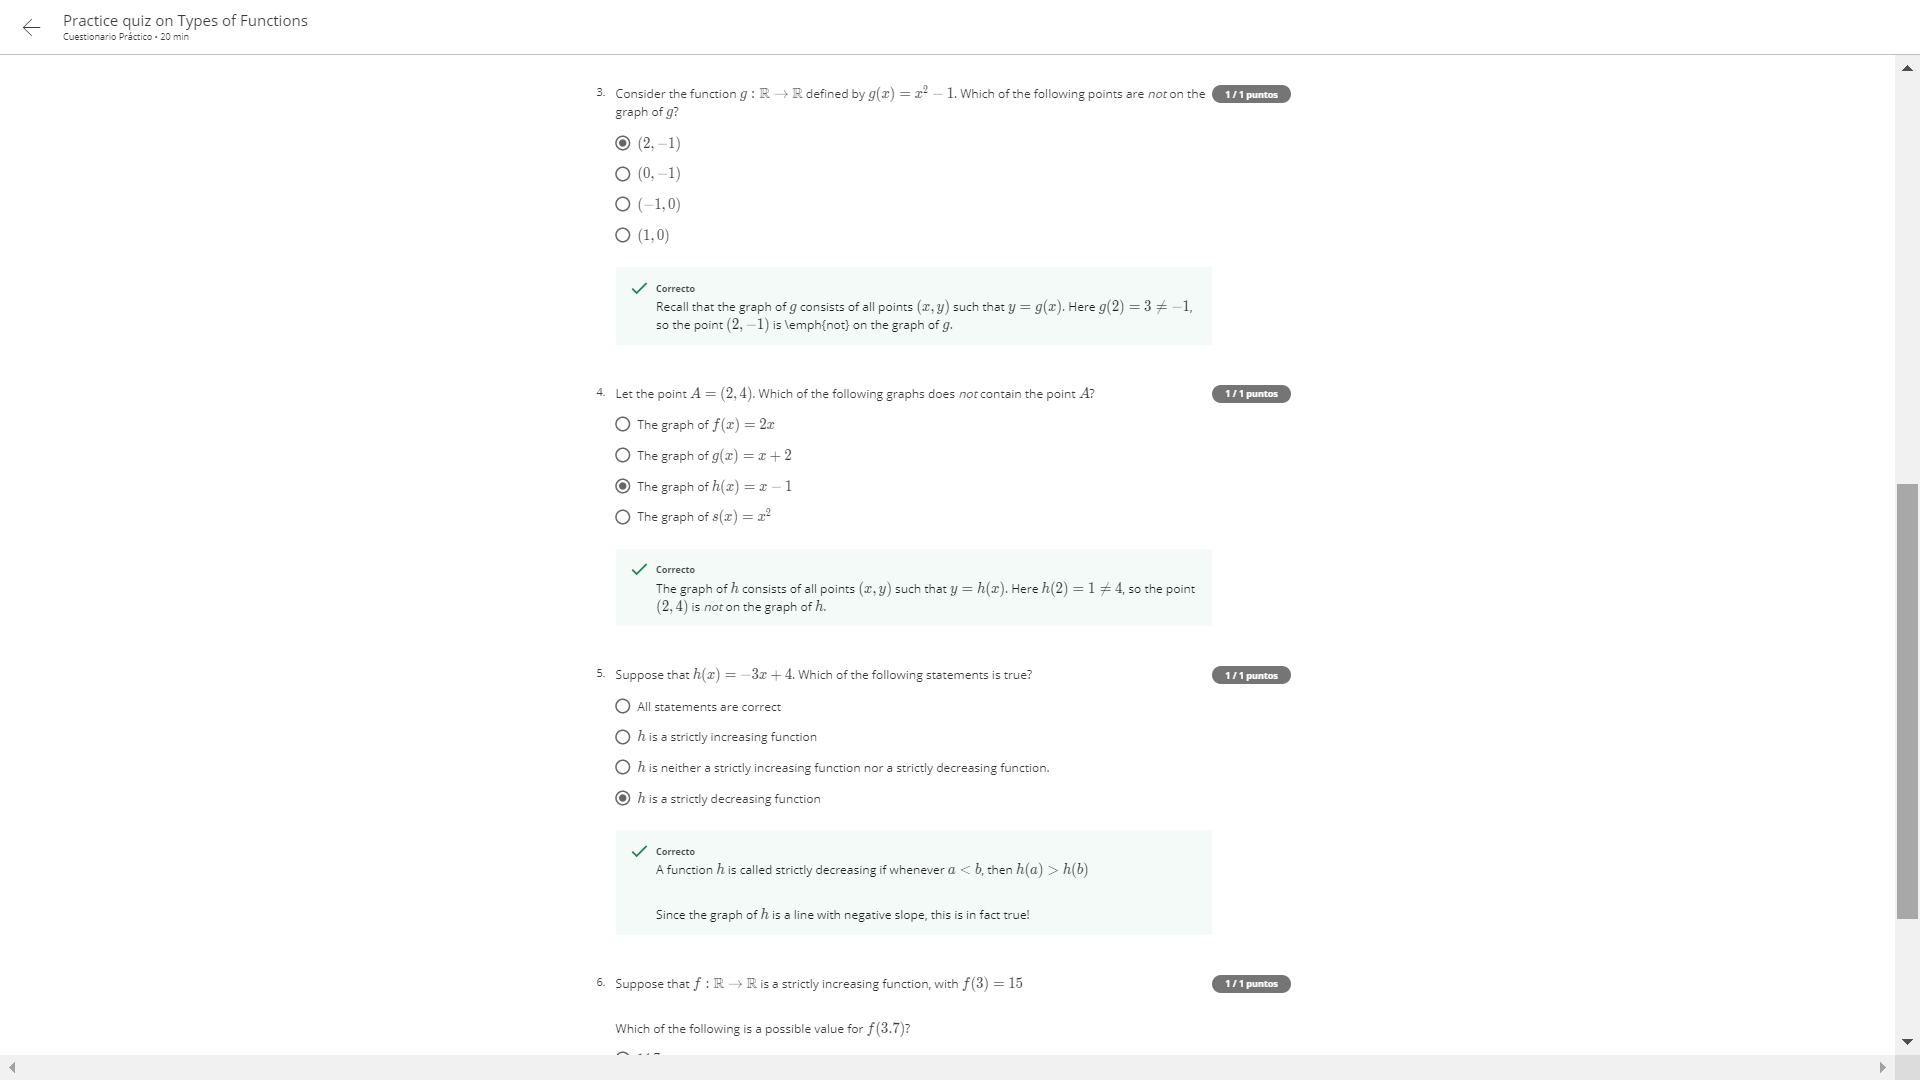 Practice quiz on Types of Functions
Cuestionario Práctico • 20 min
3. Consider the function g : ℝ → ℝ defined by g(x) = x² − 1. Which of the following points are not on the 1 / 1 puntos
graph of g?
(2, −1)
(0, −1)
(−1, 0)
(1, 0)
Correcto
Recall that the graph of g consists of all points (x, y) such that y = g(x). Here g(2) = 3 ≠ −1,
so the point (2, −1) is \emph{not} on the graph of g.
4. Let the point A = (2, 4). Which of the following graphs does not contain the point A? 1 / 1 puntos
The graph of f(x) = 2x
The graph of g(x) = x + 2
The graph of h(x) = x − 1
The graph of s(x) = x²
Correcto
The graph of h consists of all points (x, y) such that y = h(x). Here h(2) = 1 ≠ 4, so the point
(2, 4) is not on the graph of h.
5. Suppose that h(x) = −3x + 4. Which of the following statements is true? 1 / 1 puntos
All statements are correct
h is a strictly increasing function
h is neither a strictly increasing function nor a strictly decreasing function.
h is a strictly decreasing function
Correcto
A function h is called strictly decreasing if whenever a < b, then h(a) > h(b)
Since the graph of h is a line with negative slope, this is in fact true!
6. Suppose that f : ℝ → ℝ is a strictly increasing function, with f(3) = 15 1 / 1 puntos
Which of the following is a possible value for f(3.7)?